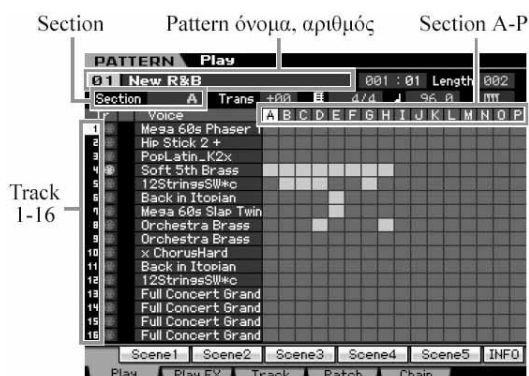 Section Pattern όνομα, αριθμός Section A-P
PATTERN Play
01 New R&B 001 : 01 Length 002
Section A Trans +00 4/4 96.0
Tr Voice A B C D E F G H I J K L M N O P
1 Mega 60s Phaser 1
2 Hip Stick 2 +
3 PopLatin_K2x
4 Soft 5th Brass
5 12StringsSW*c
6 Back in Itopian
7 Mega 60s Slap Twin
8 Orchestra Brass
9 Orchestra Brass
10 x ChorusHard
11 Back in Itopian
12 12StringsSW*c
13 Full Concert Grand
14 Full Concert Grand
15 Full Concert Grand
16 Full Concert Grand
Track
1-16
Scene1 Scene2 Scene3 Scene4 Scene5 INFO
Play Play FX Track Patch Chain